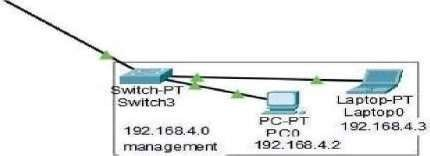 Switch-PT
Switch3
192.168.4.0
management
PC-PT
PC0
192.168.4.2
Laptop-PT
Laptop0
192.168.4.3